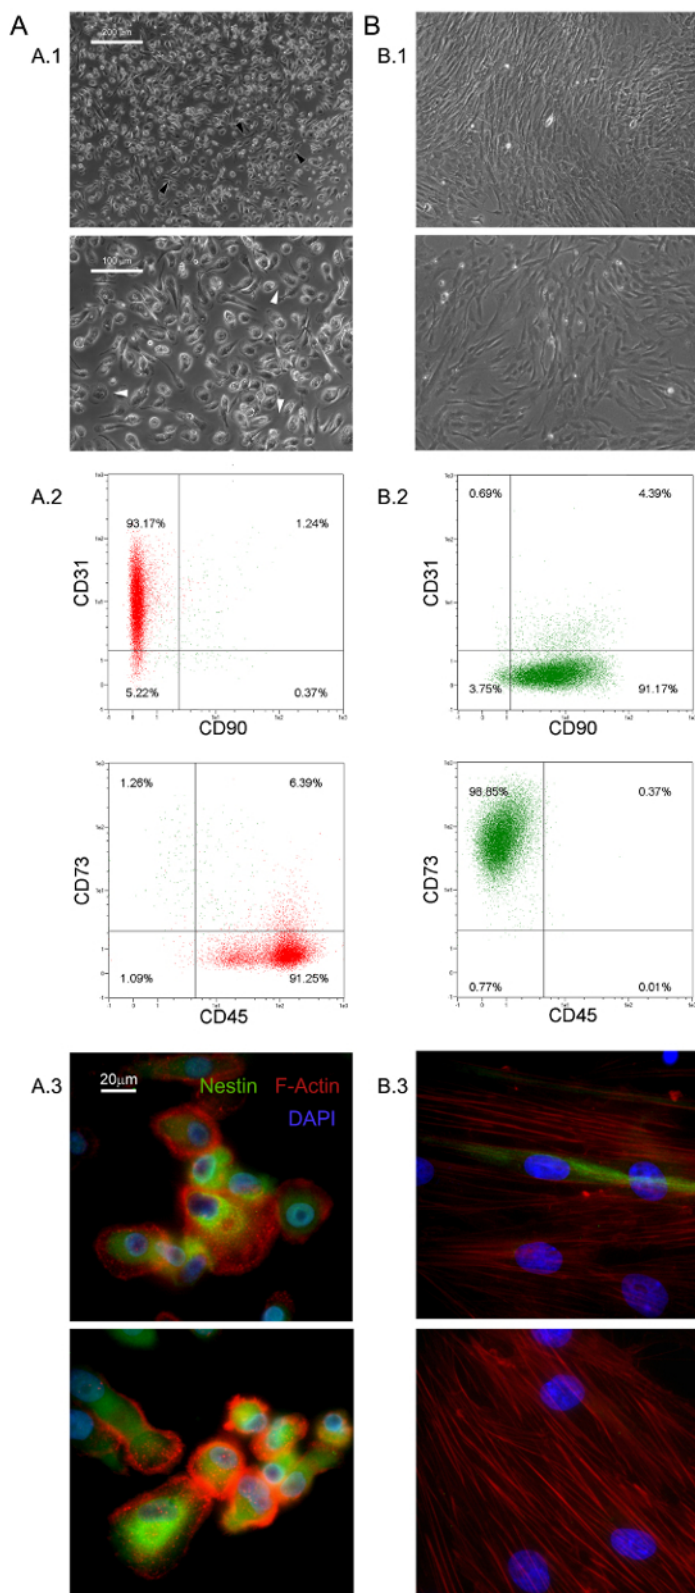 A
B
A.1
200 µm
B.1
100 µm
A.2
93.17%
1.24%
5.22%
0.37%
CD31
CD90
B.2
0.69%
4.39%
3.75%
91.17%
CD31
CD90
1.26%
6.39%
1.09%
91.25%
CD73
CD45
98.85%
0.37%
0.77%
0.01%
CD73
CD45
A.3
20µm
Nestin F-Actin
DAPI
B.3